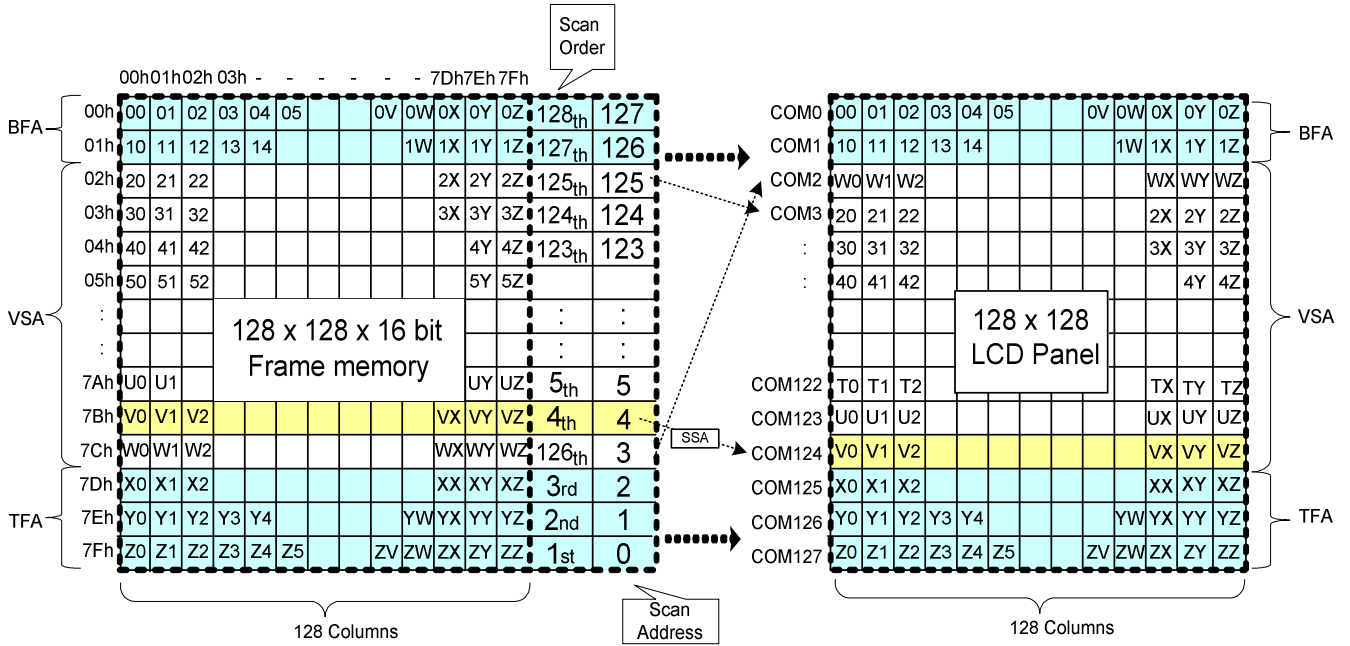 Scan
Order
00h 01h 02h 03h - - - - - - 7Dh 7Eh 7Fh
BFA
00h 00 01 02 03 04 05 0V 0W 0X 0Y 0Z 128th 127
01h 10 11 12 13 14 1W 1X 1Y 1Z 127th 126
VSA
02h 20 21 22 2X 2Y 2Z 125th 125
03h 30 31 32 3X 3Y 3Z 124th 124
04h 40 41 42 4Y 4Z 123th 123
05h 50 51 52 5Y 5Z
: : :
: : :
128 x 128 x 16 bit
Frame memory
7Ah U0 U1 UY UZ 5th 5
7Bh V0 V1 V2 VX VY VZ 4th 4
7Ch W0 W1 W2 WX WY WZ 126th 3
TFA
7Dh X0 X1 X2 XX XY XZ 3rd 2
7Eh Y0 Y1 Y2 Y3 Y4 YW YX YY YZ 2nd 1
7Fh Z0 Z1 Z2 Z3 Z4 Z5 ZV ZW ZX ZY ZZ 1st 0
128 Columns
Scan
Address
SSA
COM0 00 01 02 03 04 05 0V 0W 0X 0Y 0Z
COM1 10 11 12 13 14 1W 1X 1Y 1Z
BFA
COM2 W0 W1 W2 WX WY WZ
COM3 20 21 22 2X 2Y 2Z
: 30 31 32 3X 3Y 3Z
: 40 41 42 4Y 4Z
128 x 128
LCD Panel
VSA
COM122 T0 T1 T2 TX TY TZ
COM123 U0 U1 U2 UX UY UZ
COM124 V0 V1 V2 VX VY VZ
COM125 X0 X1 X2 XX XY XZ
COM126 Y0 Y1 Y2 Y3 Y4 YW YX YY YZ
COM127 Z0 Z1 Z2 Z3 Z4 Z5 ZV ZW ZX ZY ZZ
TFA
128 Columns